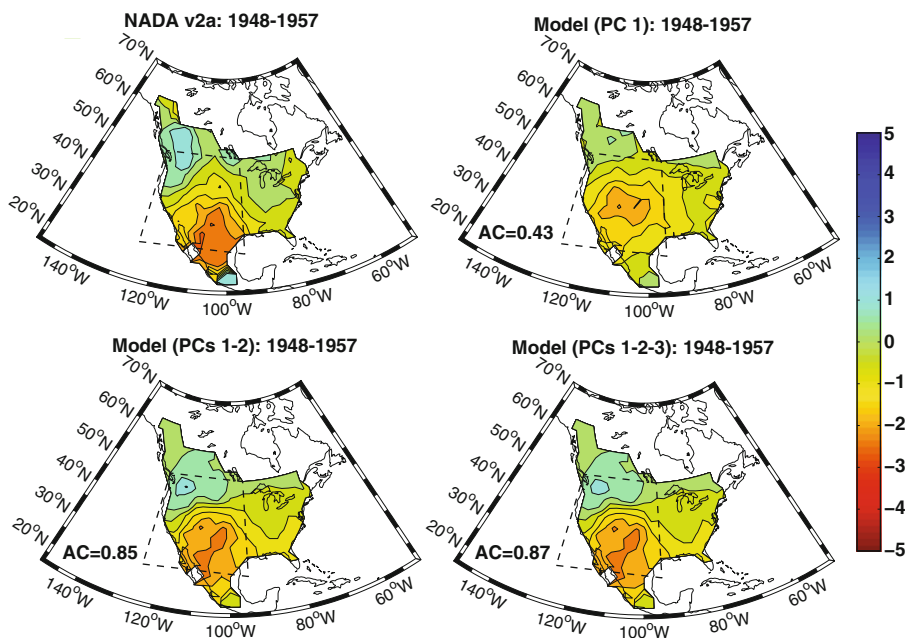 NADA v2a: 1948-1957
70°N
60°N
50°N
40°N
30°N
20°N
140°W
120°W
100°W
80°W
60°W
Model (PC 1): 1948-1957
70°N
60°N
50°N
40°N
30°N
20°N
AC=0.43
140°W
120°W
100°W
80°W
60°W
Model (PCs 1-2): 1948-1957
70°N
60°N
50°N
40°N
30°N
20°N
AC=0.85
140°W
120°W
100°W
80°W
60°W
Model (PCs 1-2-3): 1948-1957
70°N
60°N
50°N
40°N
30°N
20°N
AC=0.87
140°W
120°W
100°W
80°W
60°W
5
4
3
2
1
0
−1
−2
−3
−4
−5